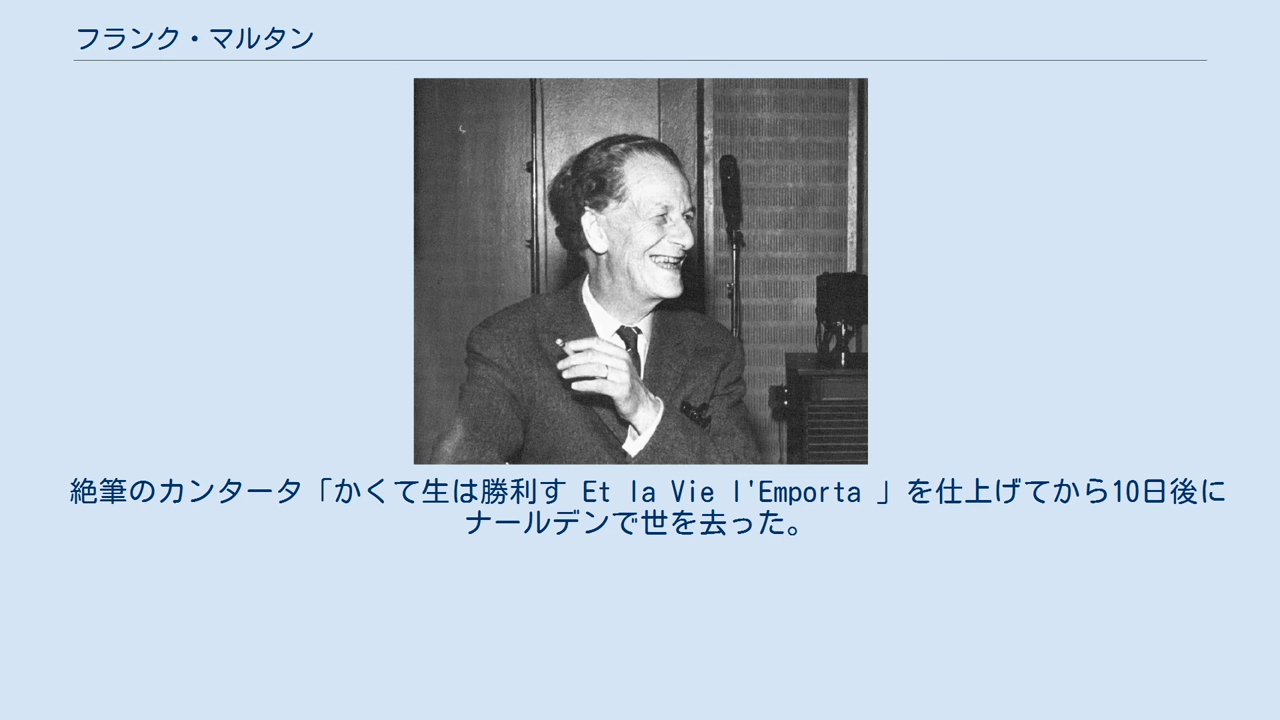 フランク・マルタン
絶筆のカンタータ「かくて生は勝利す Et la Vie l'Emporta 」を仕上げてから10日後に
ナールデンで世を去った。